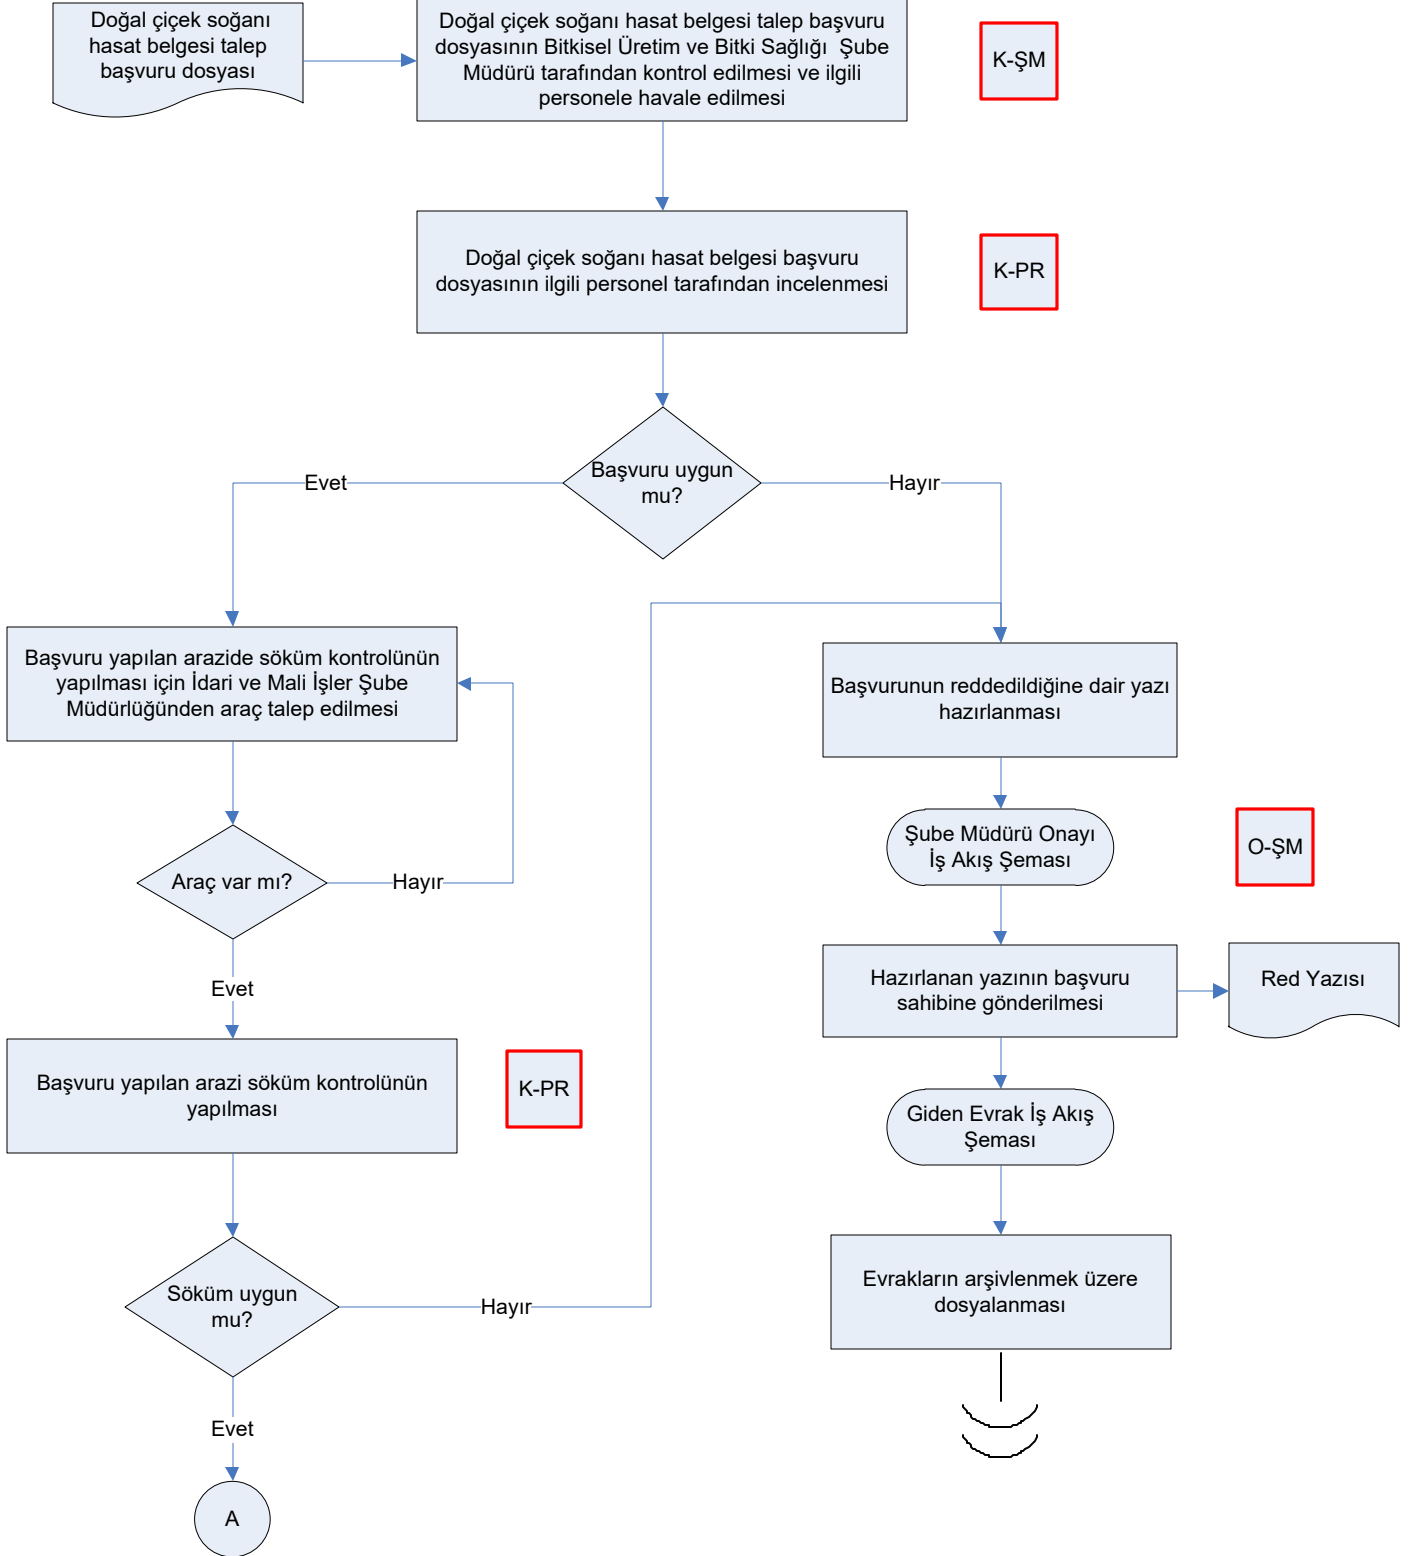 Doğal çiçek soğanı
hasat belgesi talep
başvuru dosyası
Doğal çiçek soğanı hasat belgesi talep başvuru
dosyasının Bitkisel Üretim ve Bitki Sağlığı Şube
Müdürü tarafından kontrol edilmesi ve ilgili
personele havale edilmesi
K-ŞM
Doğal çiçek soğanı hasat belgesi başvuru
dosyasının ilgili personel tarafından incelenmesi
K-PR
Başvuru uygun
mu?
Evet
Hayır
Başvuru yapılan arazide söküm kontrolünün
yapılması için İdari ve Mali İşler Şube
Müdürlüğünden araç talep edilmesi
Başvurunun reddedildiğine dair yazı
hazırlanması
Araç var mı?
Hayır
Şube Müdürü Onayı
İş Akış Şeması
O-ŞM
Evet
Hazırlanan yazının başvuru
sahibine gönderilmesi
Red Yazısı
Başvuru yapılan arazi söküm kontrolünün
yapılması
K-PR
Giden Evrak İş Akış
Şeması
Söküm uygun
mu?
Hayır
Evrakların arşivlenmek üzere
dosyalanması
Evet
A